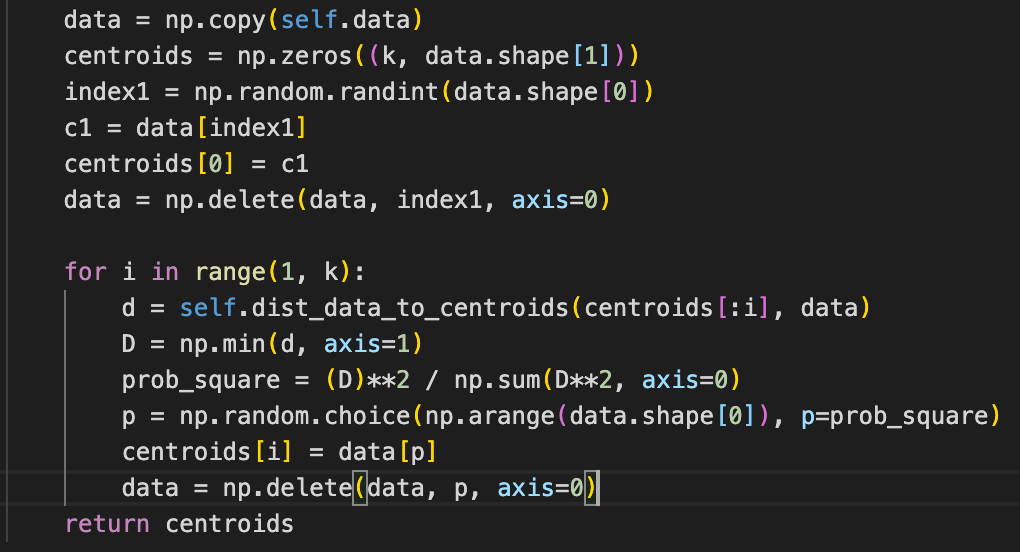 data = np.copy(self.data)
centroids = np.zeros((k, data.shape[1]))
index1 = np.random.randint(data.shape[0])
c1 = data[index1]
centroids[0] = c1
data = np.delete(data, index1, axis=0)

for i in range(1, k):
    d = self.dist_data_to_centroids(centroids[:i], data)
    D = np.min(d, axis=1)
    prob_square = (D)**2 / np.sum(D**2, axis=0)
    p = np.random.choice(np.arange(data.shape[0]), p=prob_square)
    centroids[i] = data[p]
    data = np.delete(data, p, axis=0)
return centroids